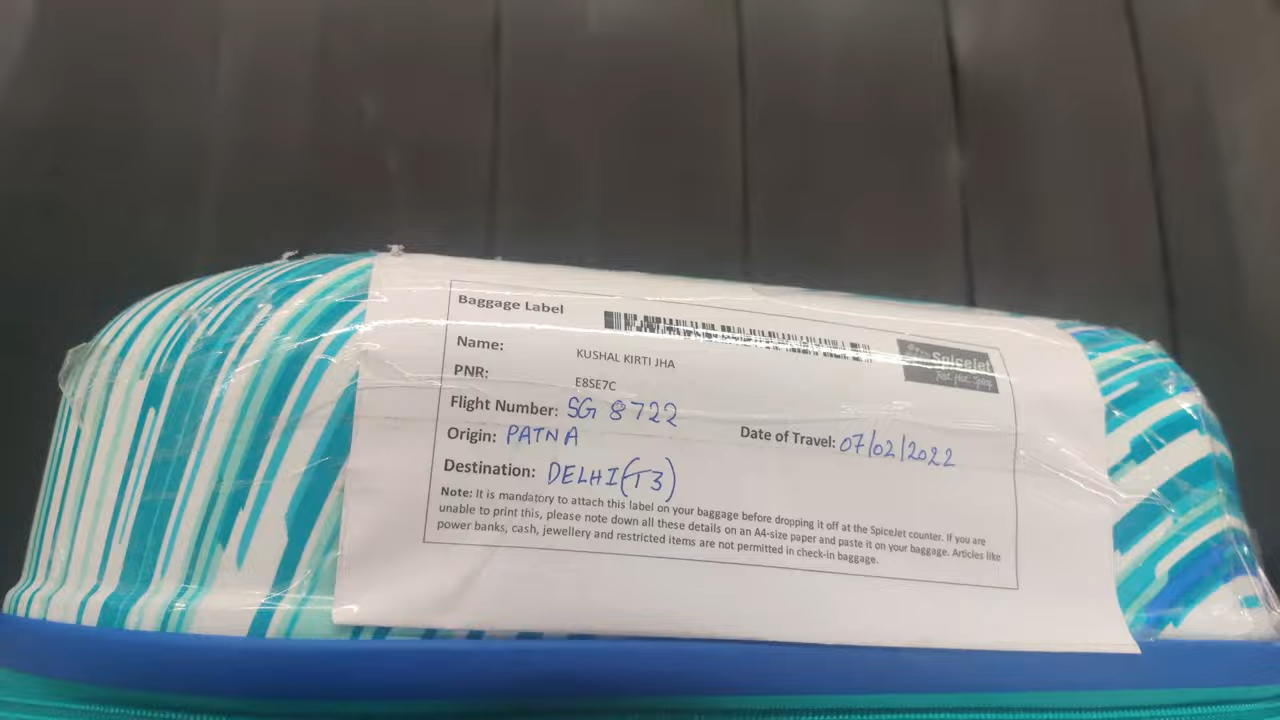 Baggage Label
SpiceJet
Red. Hot. Spicy.
Name: KUSHAL KIRTI JHA
PNR: E8SE7C
Flight Number: SG 8722
Date of Travel: 07/02/2022
Origin: PATNA
Destination: DELHI(T3)
Note: It is mandatory to attach this label on your baggage before dropping it off at the SpiceJet counter. If you are
unable to print this, please note down all these details on an A4-size paper and paste it on your baggage. Articles like
power banks, cash, jewellery and restricted items are not permitted in check-in baggage.